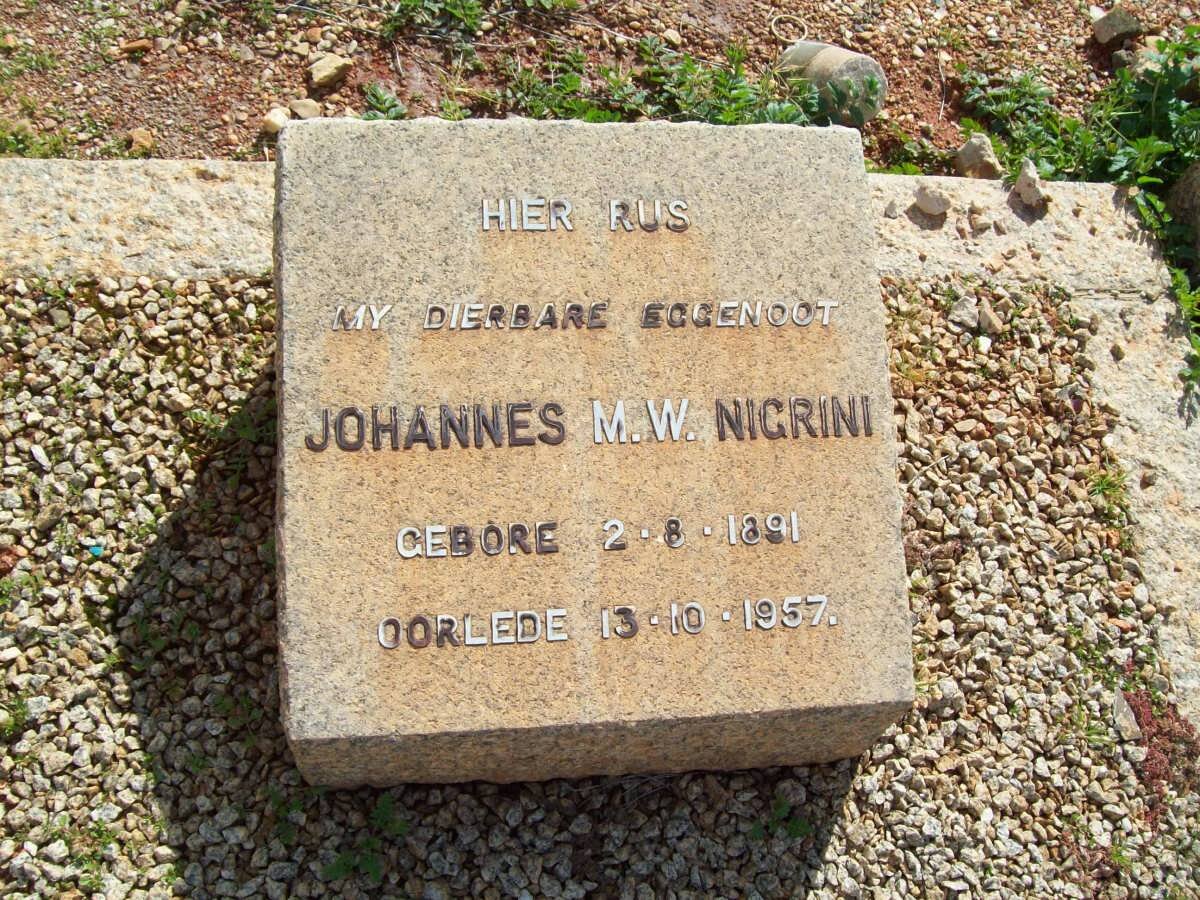 HIER RUS
MY DIERBARE EGGENOOT
JOHANNES M.W. NIGRINI
GEBORE 2·8·1891
OORLEDE 13·10·1957.